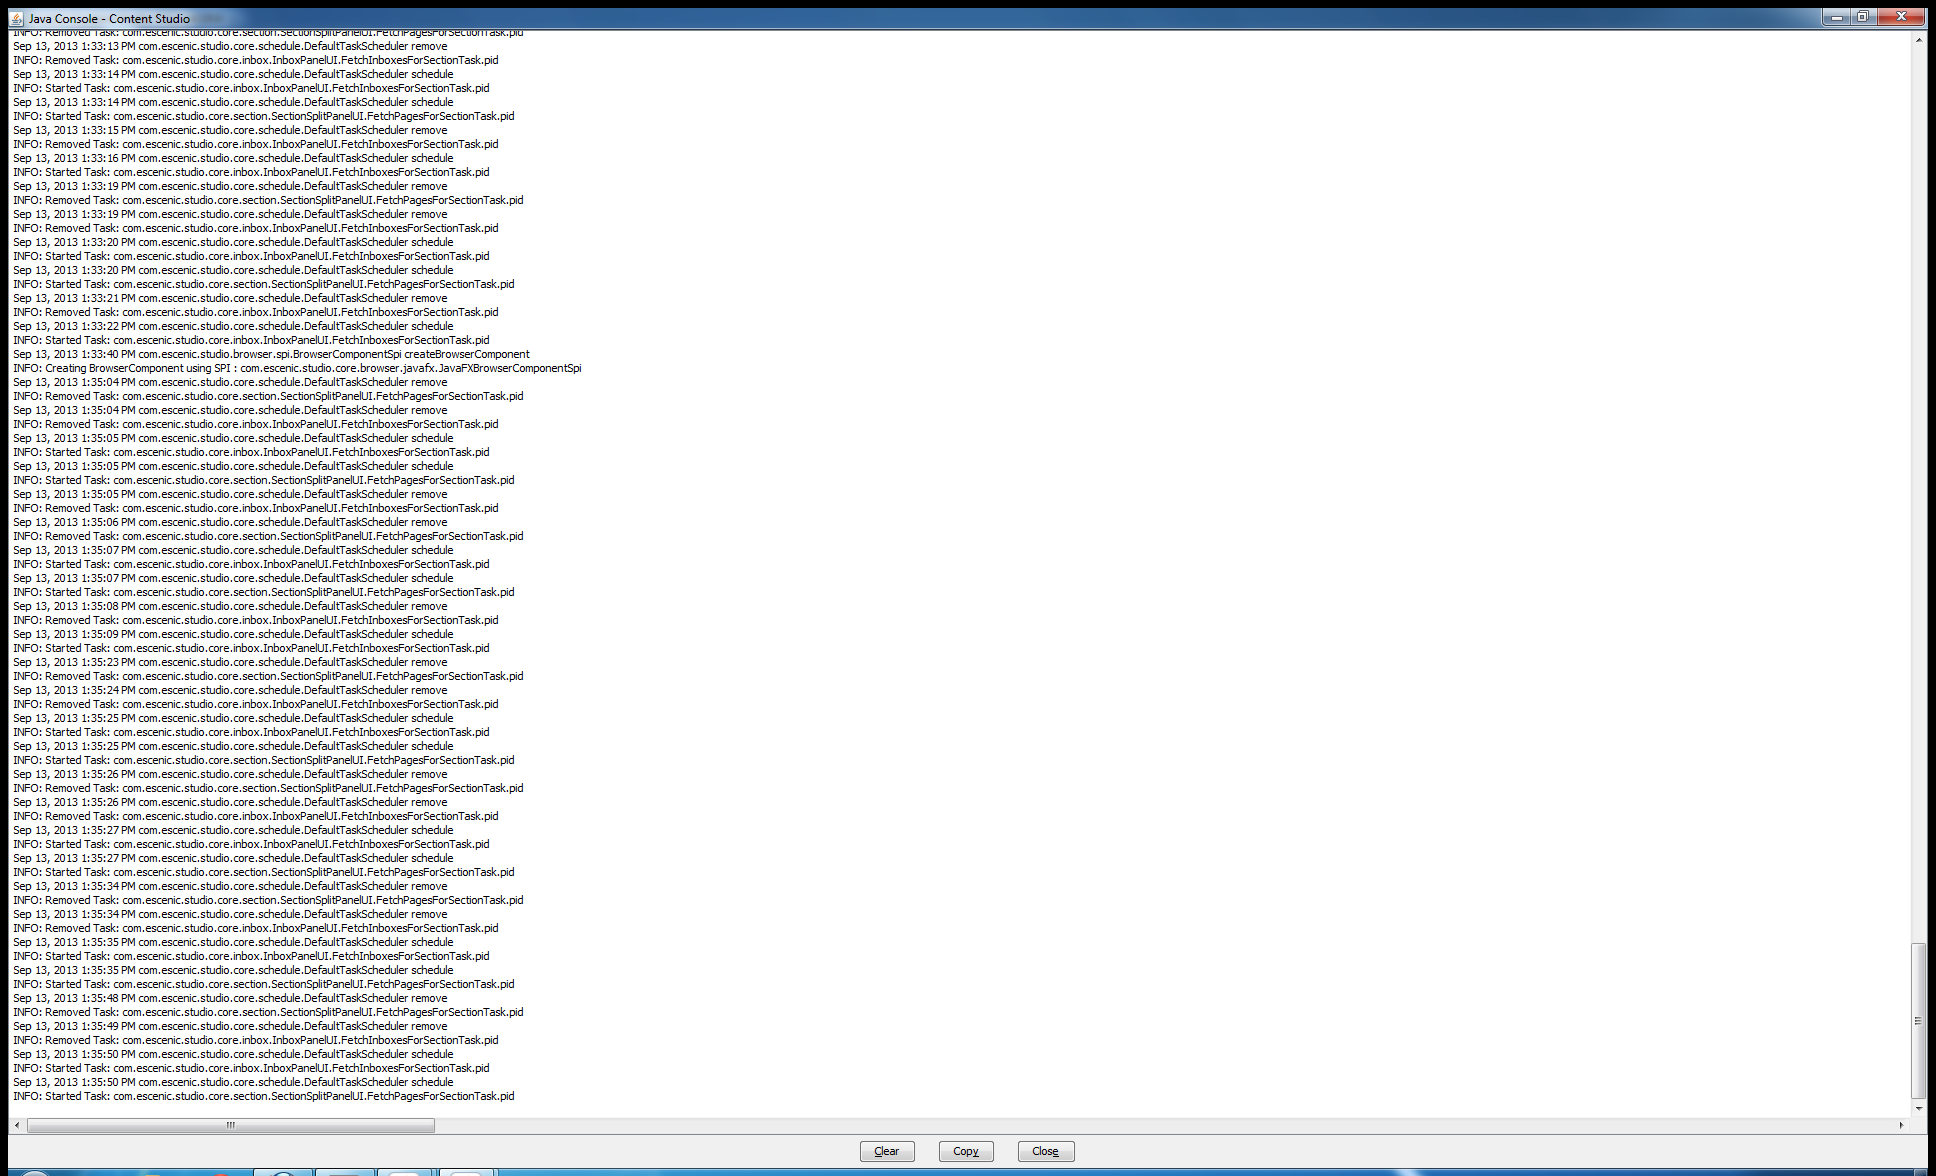 Java Console - Content Studio
INFO: Removed Task: com.escenic.studio.core.section.SectionSplitPanelUI.FetchPagesForSectionTask.pid
Sep 13, 2013 1:33:13 PM com.escenic.studio.core.schedule.DefaultTaskScheduler remove
INFO: Removed Task: com.escenic.studio.core.inbox.InboxPanelUI.FetchInboxesForSectionTask.pid
Sep 13, 2013 1:33:14 PM com.escenic.studio.core.schedule.DefaultTaskScheduler schedule
INFO: Started Task: com.escenic.studio.core.inbox.InboxPanelUI.FetchInboxesForSectionTask.pid
Sep 13, 2013 1:33:14 PM com.escenic.studio.core.schedule.DefaultTaskScheduler schedule
INFO: Started Task: com.escenic.studio.core.section.SectionSplitPanelUI.FetchPagesForSectionTask.pid
Sep 13, 2013 1:33:15 PM com.escenic.studio.core.schedule.DefaultTaskScheduler remove
INFO: Removed Task: com.escenic.studio.core.inbox.InboxPanelUI.FetchInboxesForSectionTask.pid
Sep 13, 2013 1:33:16 PM com.escenic.studio.core.schedule.DefaultTaskScheduler schedule
INFO: Started Task: com.escenic.studio.core.inbox.InboxPanelUI.FetchInboxesForSectionTask.pid
Sep 13, 2013 1:33:19 PM com.escenic.studio.core.schedule.DefaultTaskScheduler remove
INFO: Removed Task: com.escenic.studio.core.section.SectionSplitPanelUI.FetchPagesForSectionTask.pid
Sep 13, 2013 1:33:19 PM com.escenic.studio.core.schedule.DefaultTaskScheduler remove
INFO: Removed Task: com.escenic.studio.core.inbox.InboxPanelUI.FetchInboxesForSectionTask.pid
Sep 13, 2013 1:33:20 PM com.escenic.studio.core.schedule.DefaultTaskScheduler schedule
INFO: Started Task: com.escenic.studio.core.inbox.InboxPanelUI.FetchInboxesForSectionTask.pid
Sep 13, 2013 1:33:20 PM com.escenic.studio.core.schedule.DefaultTaskScheduler schedule
INFO: Started Task: com.escenic.studio.core.section.SectionSplitPanelUI.FetchPagesForSectionTask.pid
Sep 13, 2013 1:33:21 PM com.escenic.studio.core.schedule.DefaultTaskScheduler remove
INFO: Removed Task: com.escenic.studio.core.inbox.InboxPanelUI.FetchInboxesForSectionTask.pid
Sep 13, 2013 1:33:22 PM com.escenic.studio.core.schedule.DefaultTaskScheduler schedule
INFO: Started Task: com.escenic.studio.core.inbox.InboxPanelUI.FetchInboxesForSectionTask.pid
Sep 13, 2013 1:33:40 PM com.escenic.studio.browser.spi.BrowserComponentSpi createBrowserComponent
INFO: Creating BrowserComponent using SPI : com.escenic.studio.core.browser.javafx.JavaFXBrowserComponentSpi
Sep 13, 2013 1:35:04 PM com.escenic.studio.core.schedule.DefaultTaskScheduler remove
INFO: Removed Task: com.escenic.studio.core.section.SectionSplitPanelUI.FetchPagesForSectionTask.pid
Sep 13, 2013 1:35:04 PM com.escenic.studio.core.schedule.DefaultTaskScheduler remove
INFO: Removed Task: com.escenic.studio.core.inbox.InboxPanelUI.FetchInboxesForSectionTask.pid
Sep 13, 2013 1:35:05 PM com.escenic.studio.core.schedule.DefaultTaskScheduler schedule
INFO: Started Task: com.escenic.studio.core.inbox.InboxPanelUI.FetchInboxesForSectionTask.pid
Sep 13, 2013 1:35:05 PM com.escenic.studio.core.schedule.DefaultTaskScheduler schedule
INFO: Started Task: com.escenic.studio.core.section.SectionSplitPanelUI.FetchPagesForSectionTask.pid
Sep 13, 2013 1:35:05 PM com.escenic.studio.core.schedule.DefaultTaskScheduler remove
INFO: Removed Task: com.escenic.studio.core.inbox.InboxPanelUI.FetchInboxesForSectionTask.pid
Sep 13, 2013 1:35:06 PM com.escenic.studio.core.schedule.DefaultTaskScheduler remove
INFO: Removed Task: com.escenic.studio.core.section.SectionSplitPanelUI.FetchPagesForSectionTask.pid
Sep 13, 2013 1:35:07 PM com.escenic.studio.core.schedule.DefaultTaskScheduler schedule
INFO: Started Task: com.escenic.studio.core.inbox.InboxPanelUI.FetchInboxesForSectionTask.pid
Sep 13, 2013 1:35:07 PM com.escenic.studio.core.schedule.DefaultTaskScheduler schedule
INFO: Started Task: com.escenic.studio.core.section.SectionSplitPanelUI.FetchPagesForSectionTask.pid
Sep 13, 2013 1:35:08 PM com.escenic.studio.core.schedule.DefaultTaskScheduler remove
INFO: Removed Task: com.escenic.studio.core.inbox.InboxPanelUI.FetchInboxesForSectionTask.pid
Sep 13, 2013 1:35:09 PM com.escenic.studio.core.schedule.DefaultTaskScheduler schedule
INFO: Started Task: com.escenic.studio.core.inbox.InboxPanelUI.FetchInboxesForSectionTask.pid
Sep 13, 2013 1:35:23 PM com.escenic.studio.core.schedule.DefaultTaskScheduler remove
INFO: Removed Task: com.escenic.studio.core.section.SectionSplitPanelUI.FetchPagesForSectionTask.pid
Sep 13, 2013 1:35:24 PM com.escenic.studio.core.schedule.DefaultTaskScheduler remove
INFO: Removed Task: com.escenic.studio.core.inbox.InboxPanelUI.FetchInboxesForSectionTask.pid
Sep 13, 2013 1:35:25 PM com.escenic.studio.core.schedule.DefaultTaskScheduler schedule
INFO: Started Task: com.escenic.studio.core.inbox.InboxPanelUI.FetchInboxesForSectionTask.pid
Sep 13, 2013 1:35:25 PM com.escenic.studio.core.schedule.DefaultTaskScheduler schedule
INFO: Started Task: com.escenic.studio.core.section.SectionSplitPanelUI.FetchPagesForSectionTask.pid
Sep 13, 2013 1:35:26 PM com.escenic.studio.core.schedule.DefaultTaskScheduler remove
INFO: Removed Task: com.escenic.studio.core.section.SectionSplitPanelUI.FetchPagesForSectionTask.pid
Sep 13, 2013 1:35:26 PM com.escenic.studio.core.schedule.DefaultTaskScheduler remove
INFO: Removed Task: com.escenic.studio.core.inbox.InboxPanelUI.FetchInboxesForSectionTask.pid
Sep 13, 2013 1:35:27 PM com.escenic.studio.core.schedule.DefaultTaskScheduler schedule
INFO: Started Task: com.escenic.studio.core.inbox.InboxPanelUI.FetchInboxesForSectionTask.pid
Sep 13, 2013 1:35:27 PM com.escenic.studio.core.schedule.DefaultTaskScheduler schedule
INFO: Started Task: com.escenic.studio.core.section.SectionSplitPanelUI.FetchPagesForSectionTask.pid
Sep 13, 2013 1:35:34 PM com.escenic.studio.core.schedule.DefaultTaskScheduler remove
INFO: Removed Task: com.escenic.studio.core.section.SectionSplitPanelUI.FetchPagesForSectionTask.pid
Sep 13, 2013 1:35:34 PM com.escenic.studio.core.schedule.DefaultTaskScheduler remove
INFO: Removed Task: com.escenic.studio.core.inbox.InboxPanelUI.FetchInboxesForSectionTask.pid
Sep 13, 2013 1:35:35 PM com.escenic.studio.core.schedule.DefaultTaskScheduler schedule
INFO: Started Task: com.escenic.studio.core.inbox.InboxPanelUI.FetchInboxesForSectionTask.pid
Sep 13, 2013 1:35:35 PM com.escenic.studio.core.schedule.DefaultTaskScheduler schedule
INFO: Started Task: com.escenic.studio.core.section.SectionSplitPanelUI.FetchPagesForSectionTask.pid
Sep 13, 2013 1:35:48 PM com.escenic.studio.core.schedule.DefaultTaskScheduler remove
INFO: Removed Task: com.escenic.studio.core.section.SectionSplitPanelUI.FetchPagesForSectionTask.pid
Sep 13, 2013 1:35:49 PM com.escenic.studio.core.schedule.DefaultTaskScheduler remove
INFO: Removed Task: com.escenic.studio.core.inbox.InboxPanelUI.FetchInboxesForSectionTask.pid
Sep 13, 2013 1:35:50 PM com.escenic.studio.core.schedule.DefaultTaskScheduler schedule
INFO: Started Task: com.escenic.studio.core.inbox.InboxPanelUI.FetchInboxesForSectionTask.pid
Sep 13, 2013 1:35:50 PM com.escenic.studio.core.schedule.DefaultTaskScheduler schedule
INFO: Started Task: com.escenic.studio.core.section.SectionSplitPanelUI.FetchPagesForSectionTask.pid
Clear Copy Close